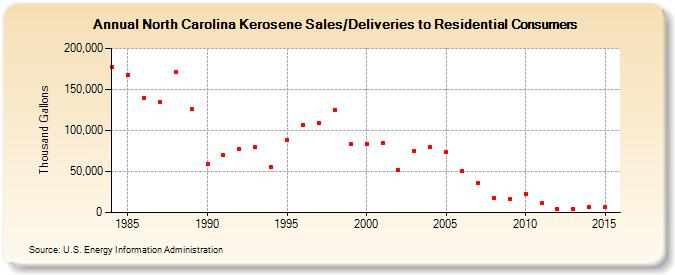 Annual North Carolina Kerosene Sales/Deliveries to Residential Consumers
Thousand Gallons
200,000
150,000
100,000
50,000
0
1985 1990 1995 2000 2005 2010 2015
Source: U.S. Energy Information Administration